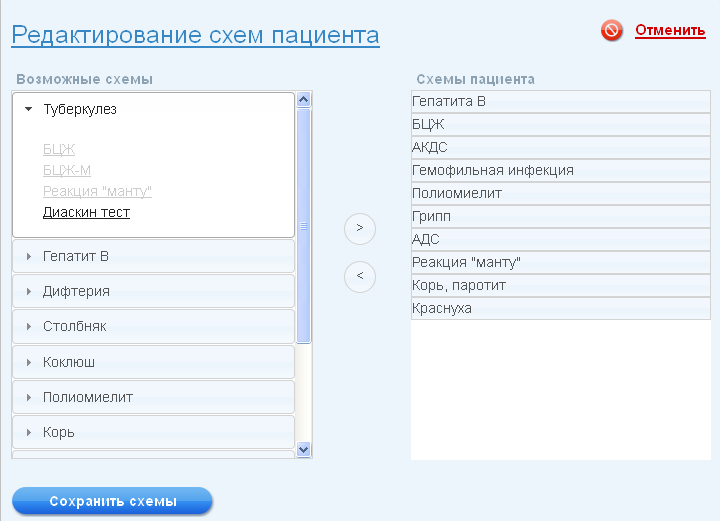 Редактирование схем пациента
Отменить
Возможные схемы
Туберкулез
БЦЖ
БЦЖ-М
Реакция "манту"
Диаскин тест
Гепатит В
Дифтерия
Столбняк
Коклюш
Полиомиелит
Корь
>
<
Схемы пациента
Гепатита В
БЦЖ
АКДС
Гемофильная инфекция
Полиомиелит
Грипп
АДС
Реакция "манту"
Корь, паротит
Краснуха
Сохранить схемы